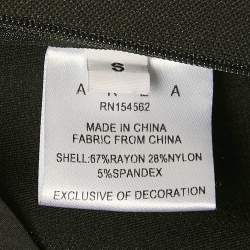 S
A R E A
RN154562
MADE IN CHINA
FABRIC FROM CHINA
SHELL:67%RAYON 28%NYLON
5%SPANDEX
EXCLUSIVE OF DECORATION